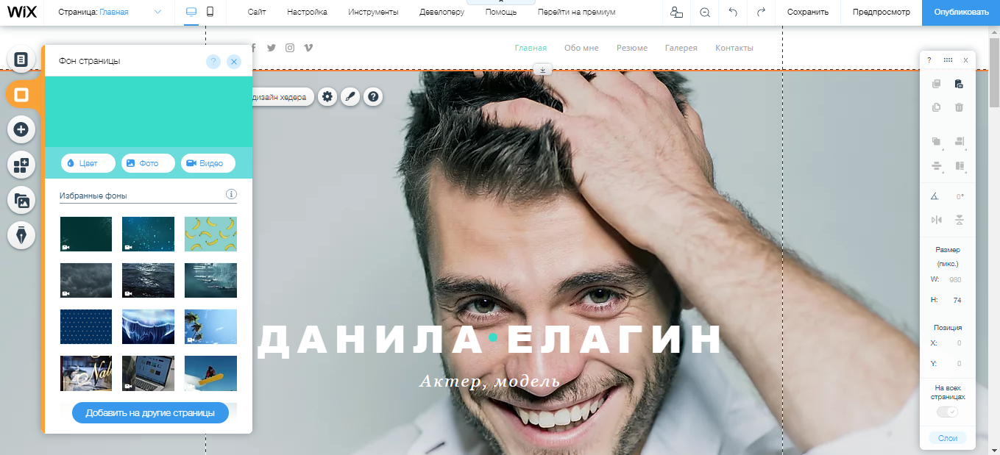 WiX
Страница: Главная
Сайт
Настройка
Инструменты
Девелоперу
Помощь
Перейти на премиум
Сохранить
Предпросмотр
Опубликовать
Главная
Обо мне
Резюме
Галерея
Контакты
Фон страницы
?
дизайн хедера
?
Цвет
Фото
Видео
Избранные фоны
Добавить на другие страницы
ДАНИЛА ЕЛАГИН
Актер, модель
?
x
0°
Размер
(пикс.)
W: 980
H: 74
Позиция
X: 0
Y: 0
На всех
страницах
Слои